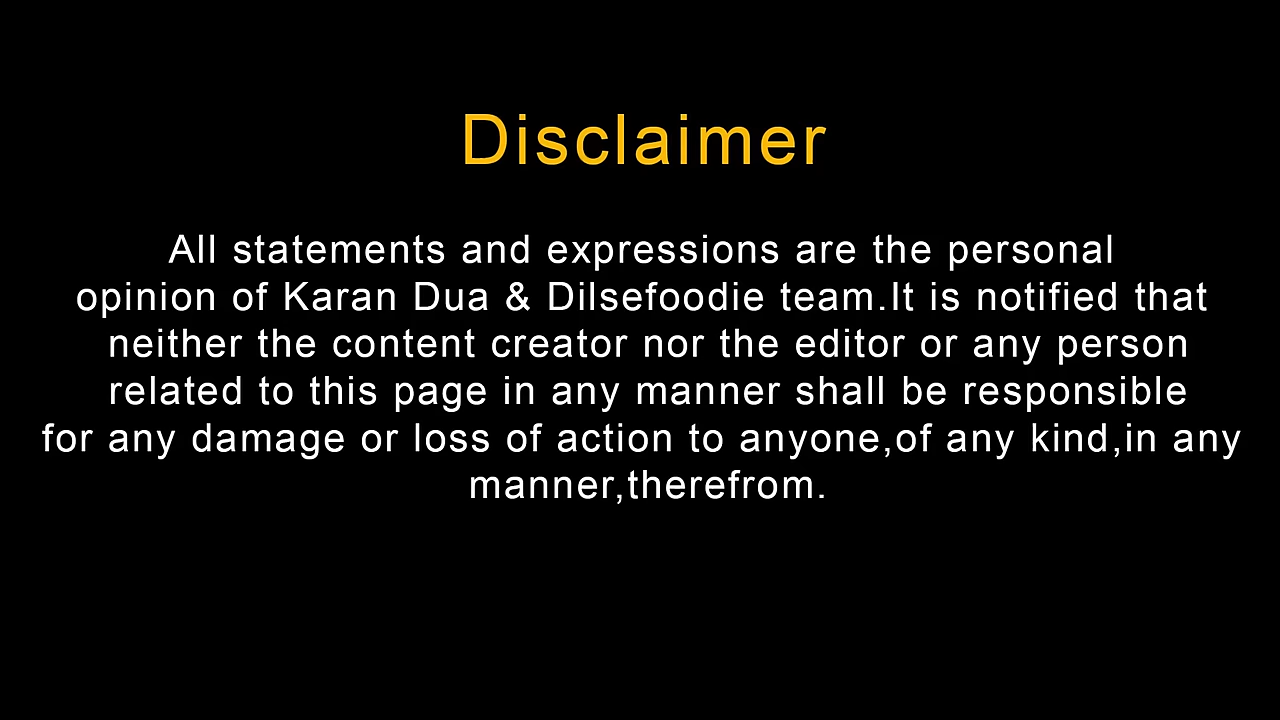 Disclaimer
All statements and expressions are the personal
opinion of Karan Dua & Dilsefoodie team.It is notified that
neither the content creator nor the editor or any person
related to this page in any manner shall be responsible
for any damage or loss of action to anyone,of any kind,in any
manner,therefrom.